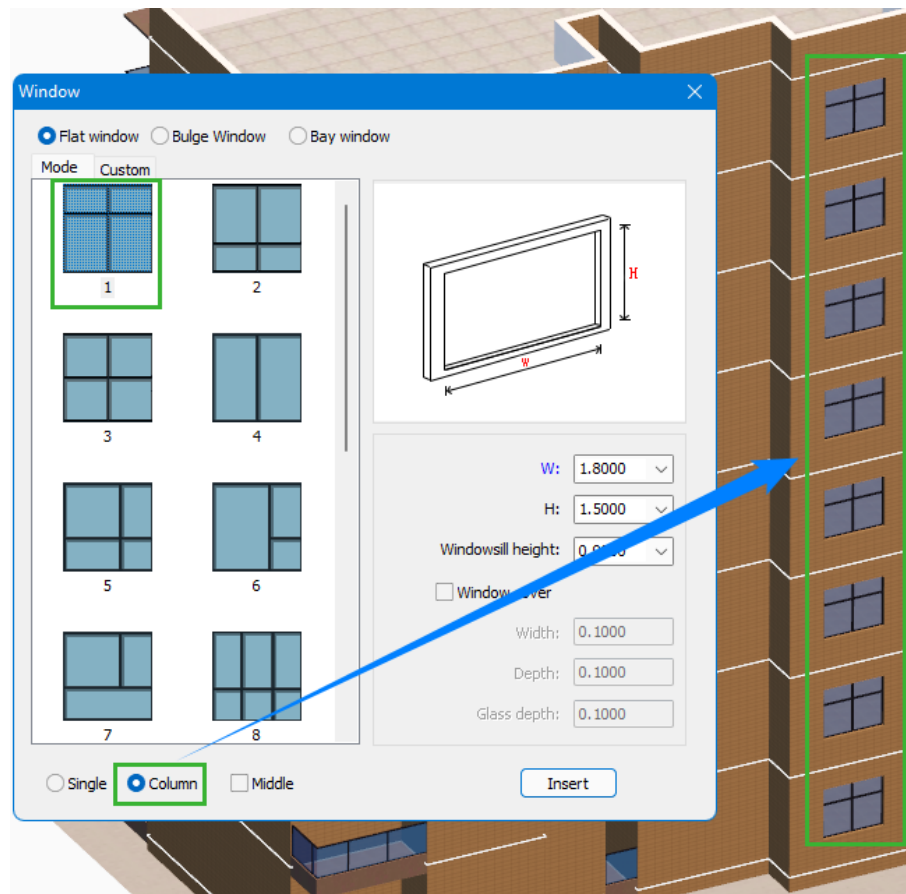 Window
Flat window Bulge Window Bay window
Mode Custom
1 2
3 4
5 6
7 8
H
W
W: 1.8000
H: 1.5000
Windowsill height:
Window
Width: 0.1000
Depth: 0.1000
Glass depth: 0.1000
Single Column Middle
Insert